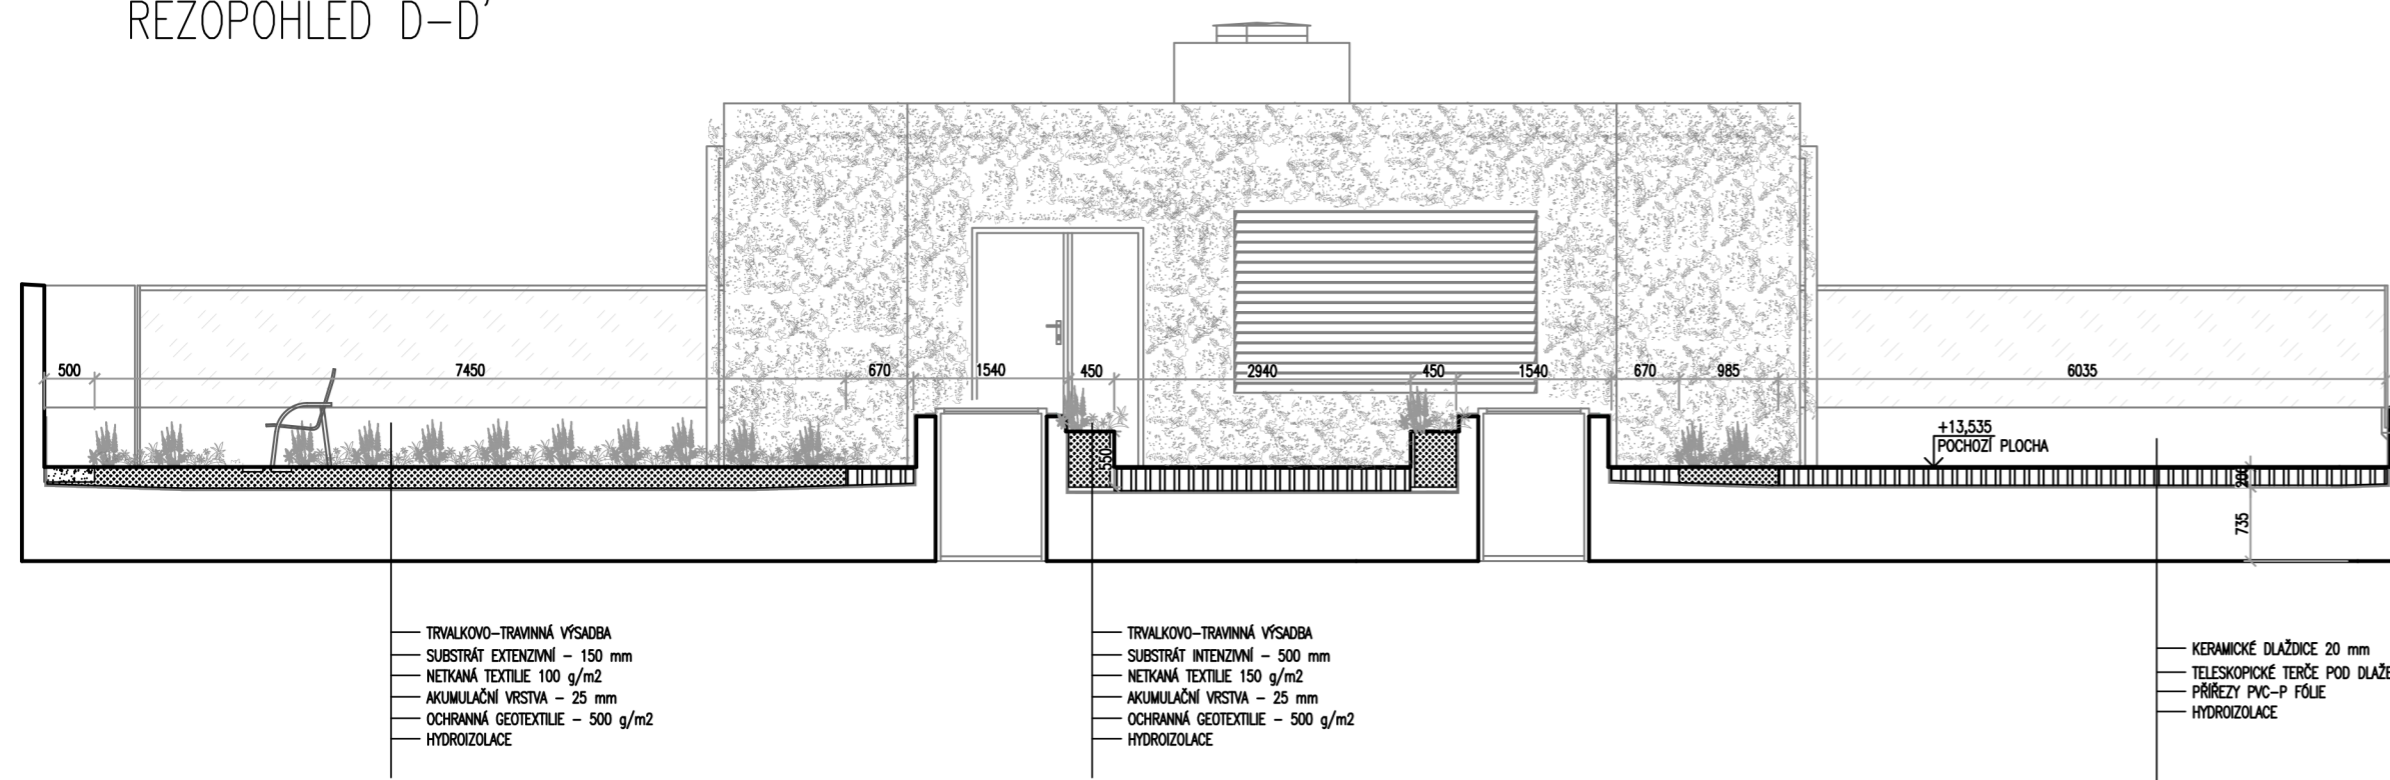 ŘEZOPOHLED D-D'
500 7450 670 1540 450 2940 450 1540 670 985 6035
+13,535
POCHOZÍ PLOCHA
550
200
735
TRVALKOVO-TRAVINNÁ VÝSADBA
SUBSTRÁT EXTENZIVNÍ - 150 mm
NETKANÁ TEXTILIE 100 g/m2
AKUMULAČNÍ VRSTVA - 25 mm
OCHRANNÁ GEOTEXTILIE - 500 g/m2
HYDROIZOLACE
TRVALKOVO-TRAVINNÁ VÝSADBA
SUBSTRÁT INTENZIVNÍ - 500 mm
NETKANÁ TEXTILIE 150 g/m2
AKUMULAČNÍ VRSTVA - 25 mm
OCHRANNÁ GEOTEXTILIE - 500 g/m2
HYDROIZOLACE
KERAMICKÉ DLAŽDICE 20 mm
TELESKOPICKÉ TERČE POD DLAŽE
PŘÍŘEZY PVC-P FÓLIE
HYDROIZOLACE